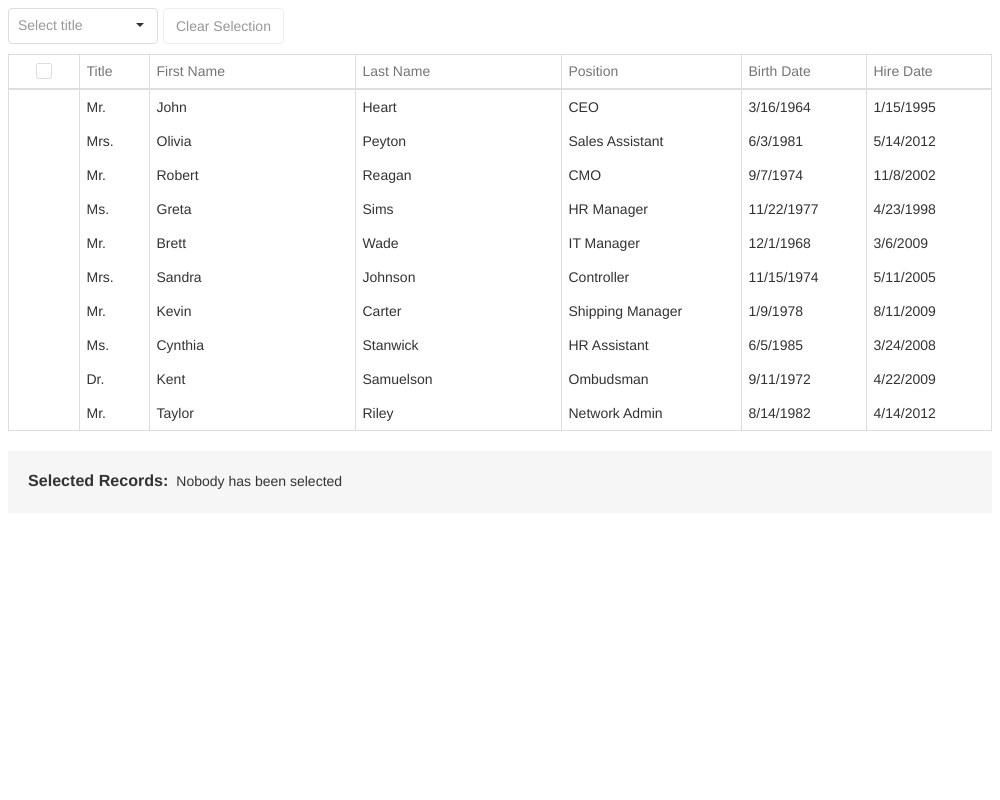 Select title Clear Selection
Title First Name Last Name Position Birth Date Hire Date
Mr. John Heart CEO 3/16/1964 1/15/1995
Mrs. Olivia Peyton Sales Assistant 6/3/1981 5/14/2012
Mr. Robert Reagan CMO 9/7/1974 11/8/2002
Ms. Greta Sims HR Manager 11/22/1977 4/23/1998
Mr. Brett Wade IT Manager 12/1/1968 3/6/2009
Mrs. Sandra Johnson Controller 11/15/1974 5/11/2005
Mr. Kevin Carter Shipping Manager 1/9/1978 8/11/2009
Ms. Cynthia Stanwick HR Assistant 6/5/1985 3/24/2008
Dr. Kent Samuelson Ombudsman 9/11/1972 4/22/2009
Mr. Taylor Riley Network Admin 8/14/1982 4/14/2012
Selected Records: Nobody has been selected